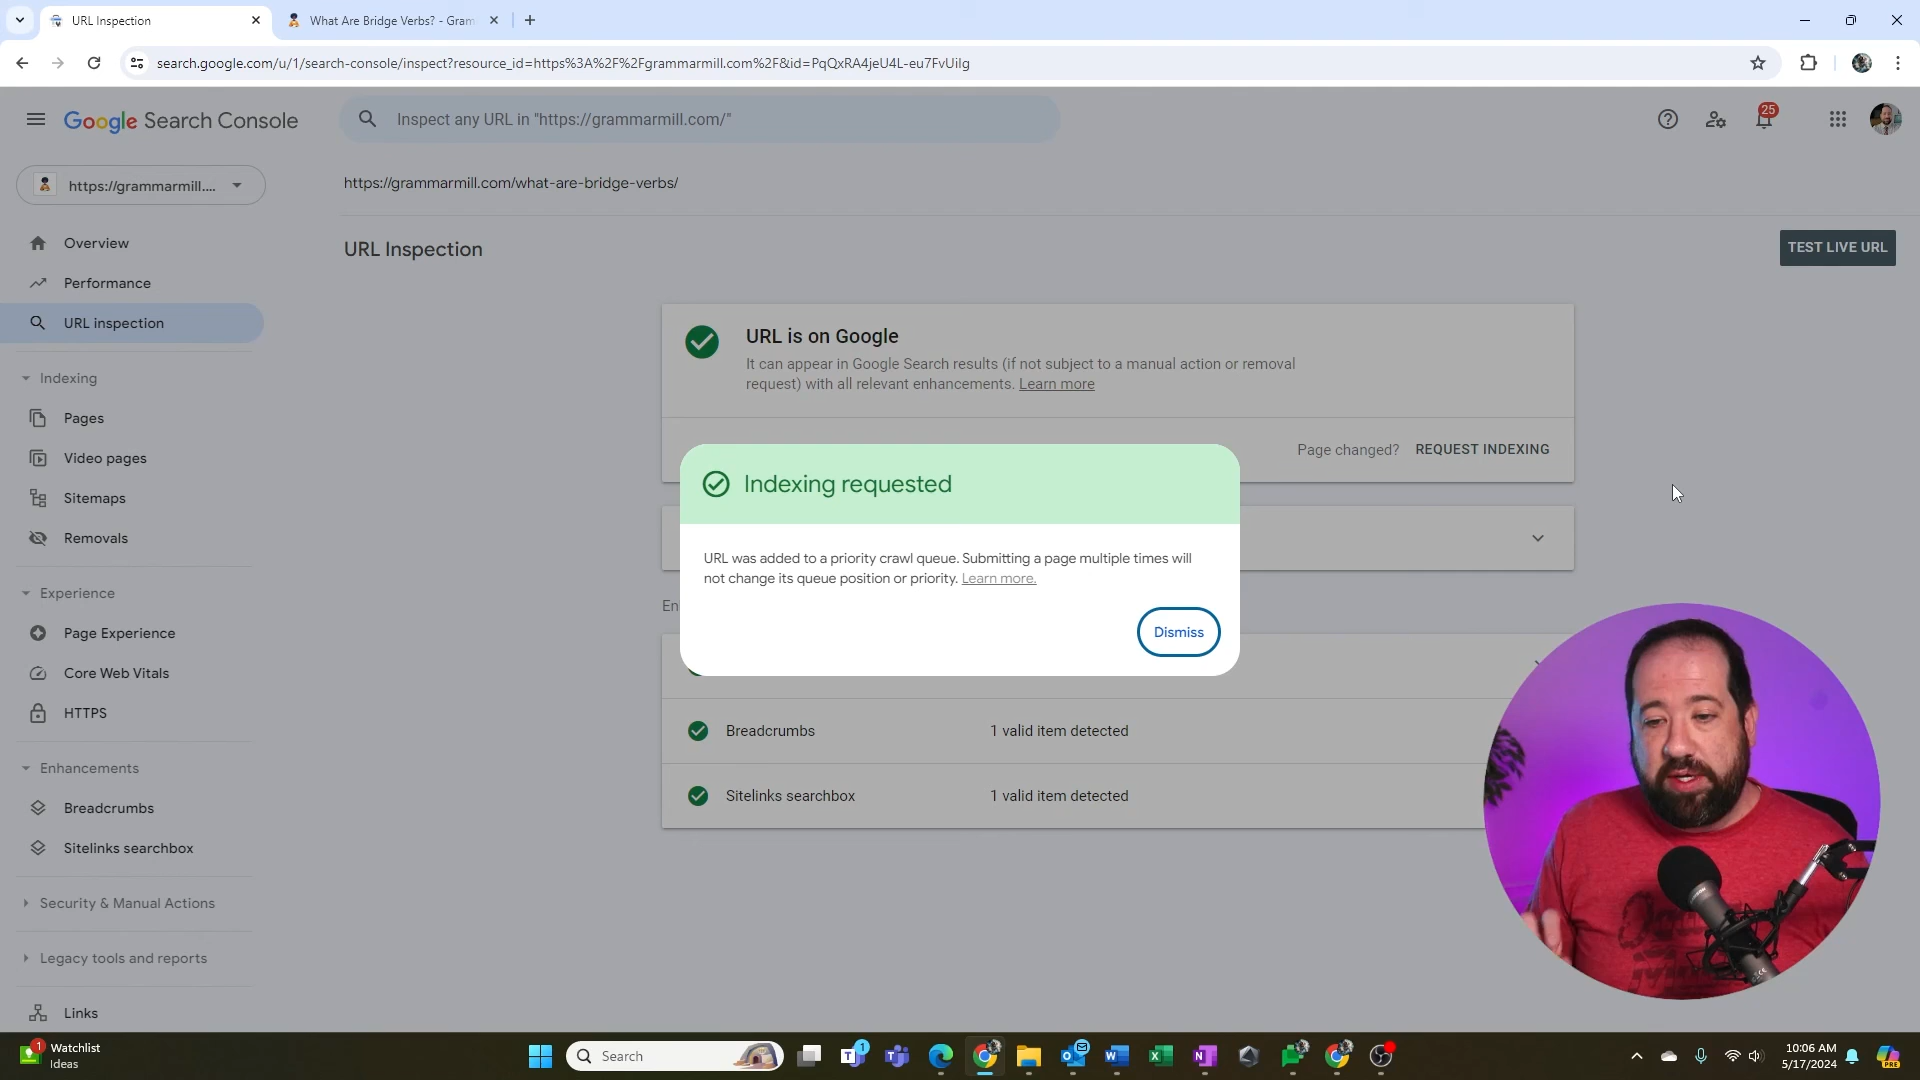 URL Inspection
What Are Bridge Verbs? - Gram
search.google.com/u/1/search-console/inspect?resource_id=https%3A%2F%2Fgrammarmill.com%2F&id=PqQxRA4jeU4L-eu7FvUilg
Google Search Console
Inspect any URL in "https://grammarmill.com/"
25
https://grammarmill....
https://grammarmill.com/what-are-bridge-verbs/
URL Inspection
TEST LIVE URL
Overview
Performance
URL inspection
Indexing
Pages
Video pages
Sitemaps
Removals
Experience
Page Experience
Core Web Vitals
HTTPS
Enhancements
Breadcrumbs
Sitelinks searchbox
Security & Manual Actions
Legacy tools and reports
Links
URL is on Google
It can appear in Google Search results (if not subject to a manual action or removal
request) with all relevant enhancements. Learn more
Page changed? REQUEST INDEXING
Indexing requested
URL was added to a priority crawl queue. Submitting a page multiple times will
not change its queue position or priority. Learn more.
Dismiss
En
Breadcrumbs 1 valid item detected
Sitelinks searchbox 1 valid item detected
1
Watchlist
Ideas
Search
1
10:06 AM
5/17/2024
PRE